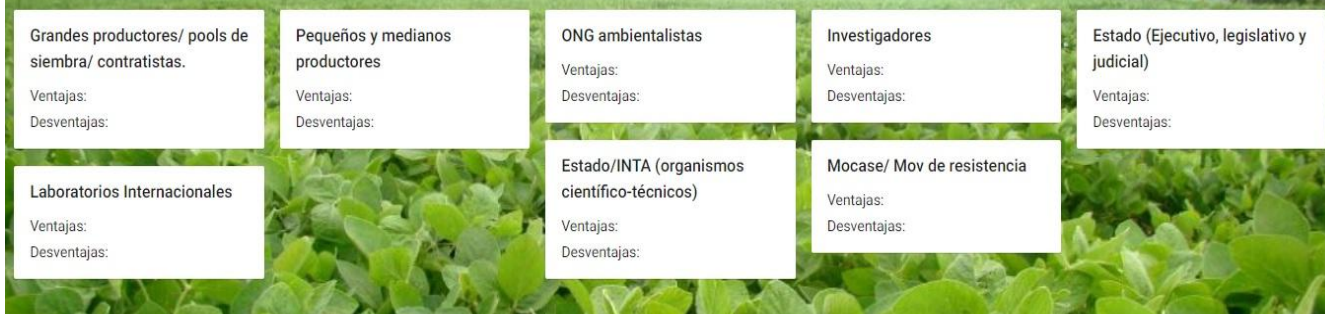 Grandes productores/ pools de
siembra/ contratistas.
Ventajas:
Desventajas:
Pequeños y medianos
productores
Ventajas:
Desventajas:
ONG ambientalistas
Ventajas:
Desventajas:
Investigadores
Ventajas:
Desventajas:
Estado (Ejecutivo, legislativo y
judicial)
Ventajas:
Desventajas:
Laboratorios Internacionales
Ventajas:
Desventajas:
Estado/INTA (organismos
científico-técnicos)
Ventajas:
Desventajas:
Mocase/ Mov de resistencia
Ventajas:
Desventajas: